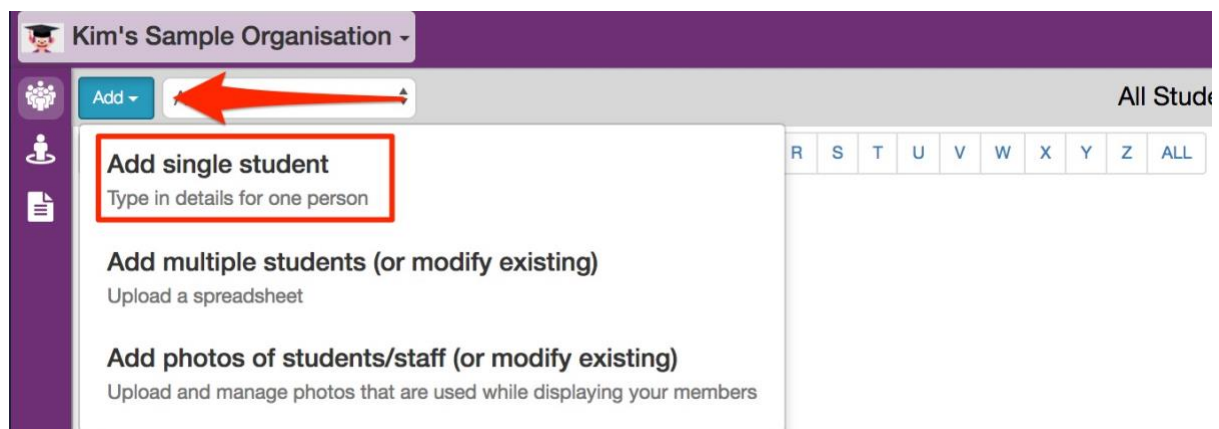 Kim's Sample Organisation
Add
All Stude
Add single student
Type in details for one person
R S T U V W X Y Z ALL
Add multiple students (or modify existing)
Upload a spreadsheet
Add photos of students/staff (or modify existing)
Upload and manage photos that are used while displaying your members